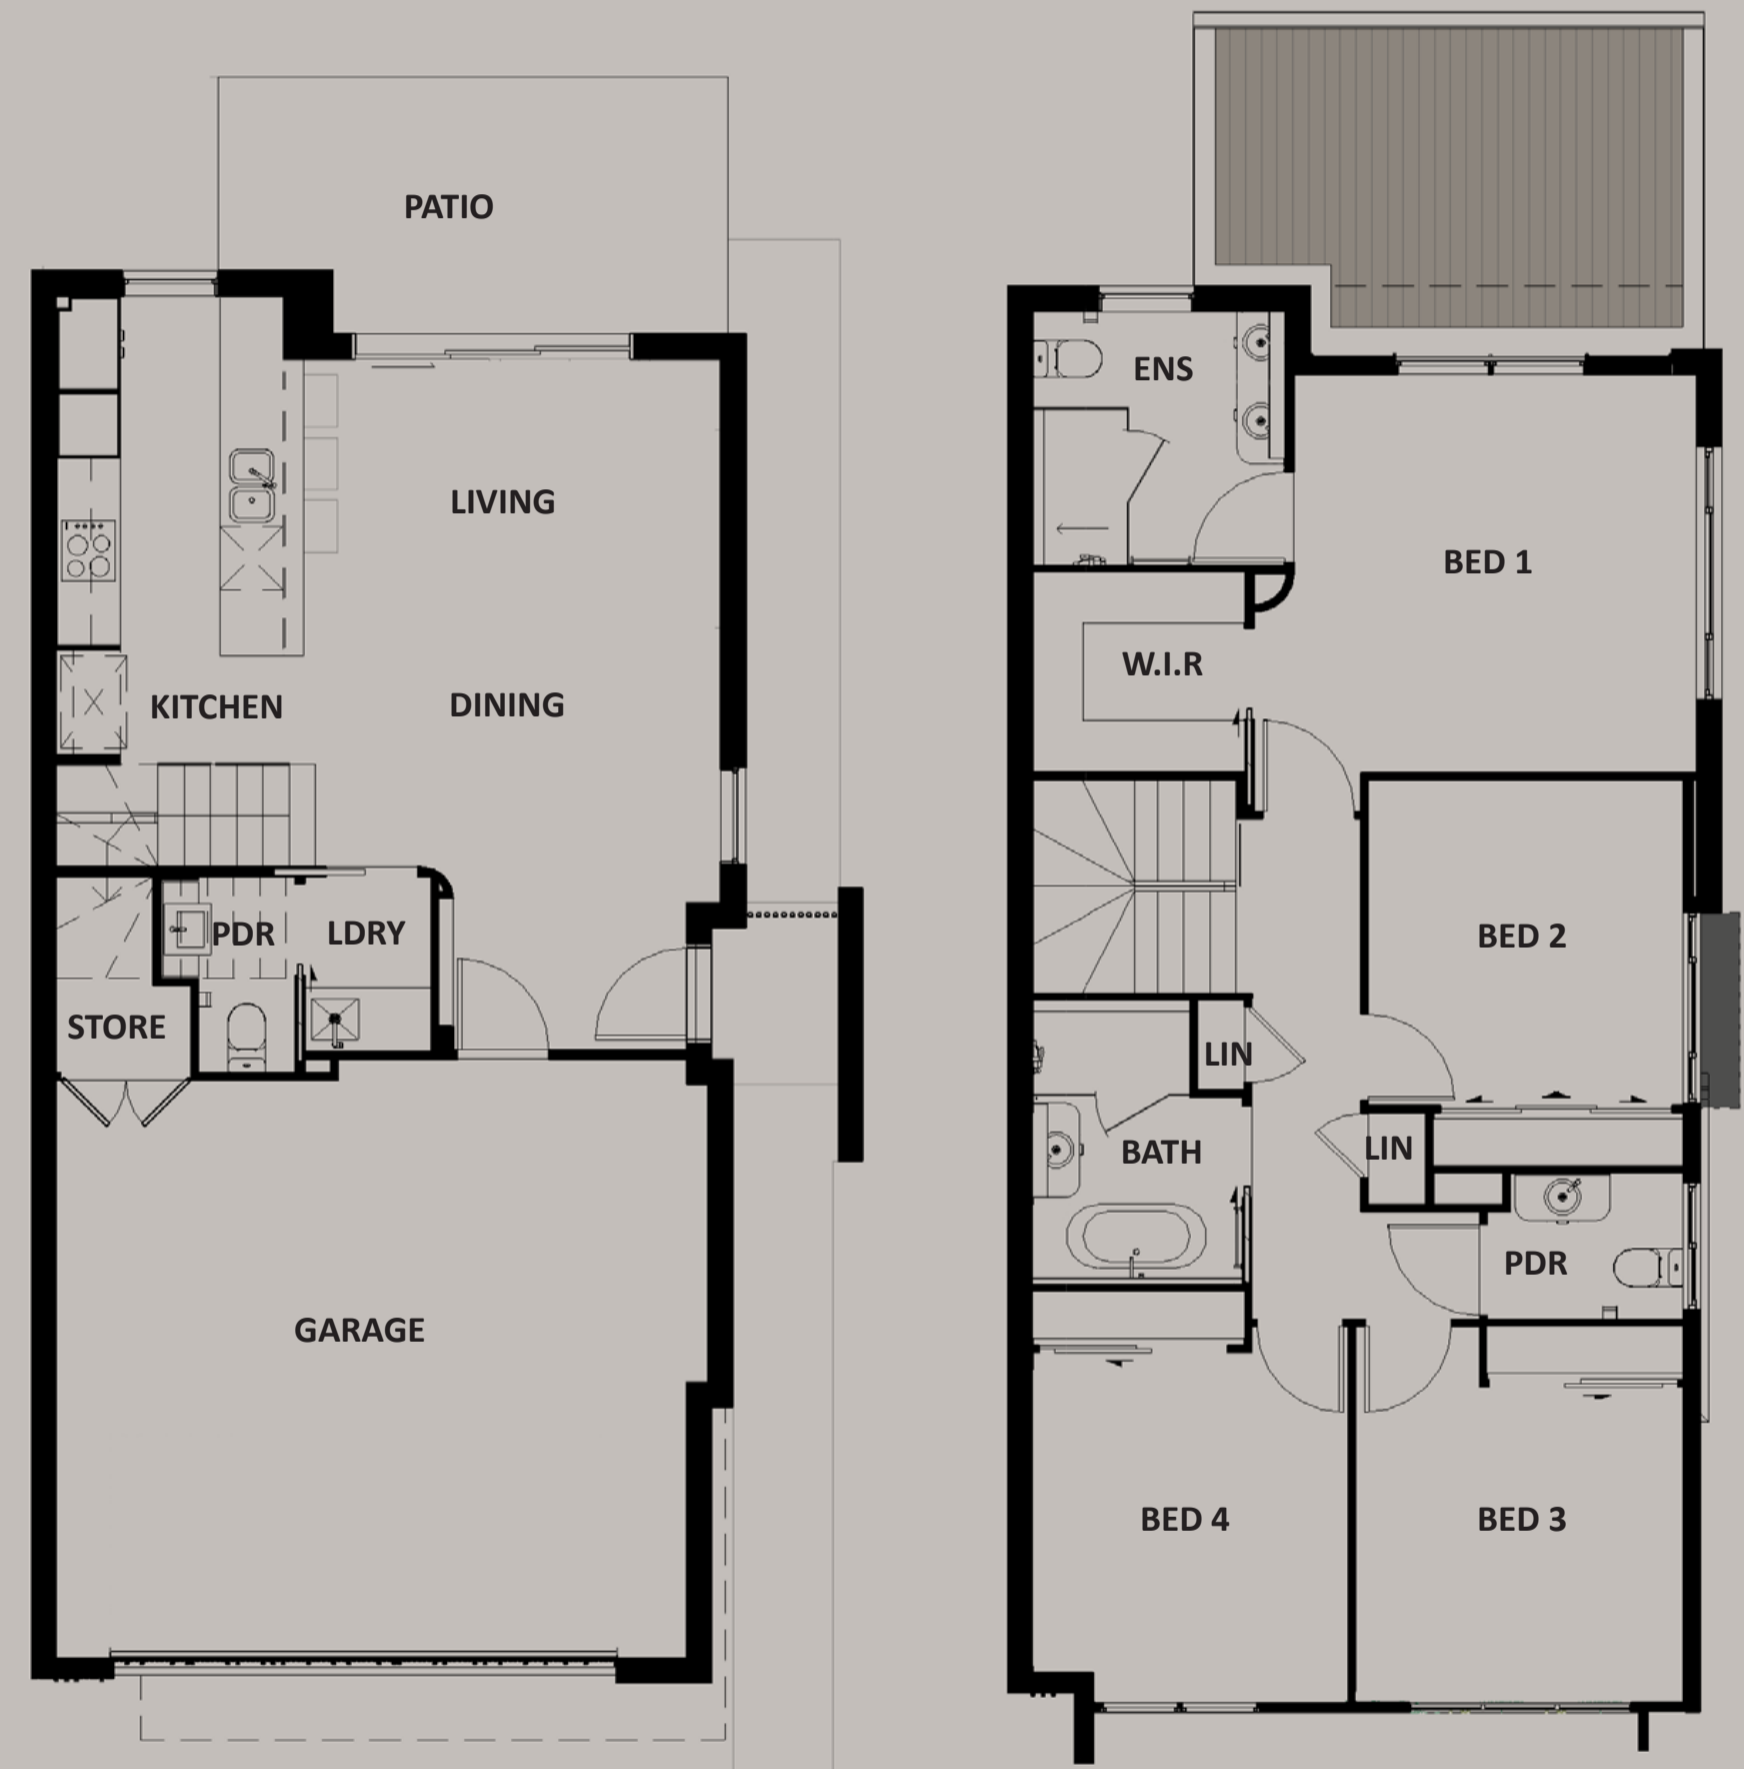 PATIO
LIVING
KITCHEN
DINING
PDR
LDRY
STORE
GARAGE
ENS
BED 1
W.I.R
BED 2
LIN
LIN
BATH
PDR
BED 4
BED 3